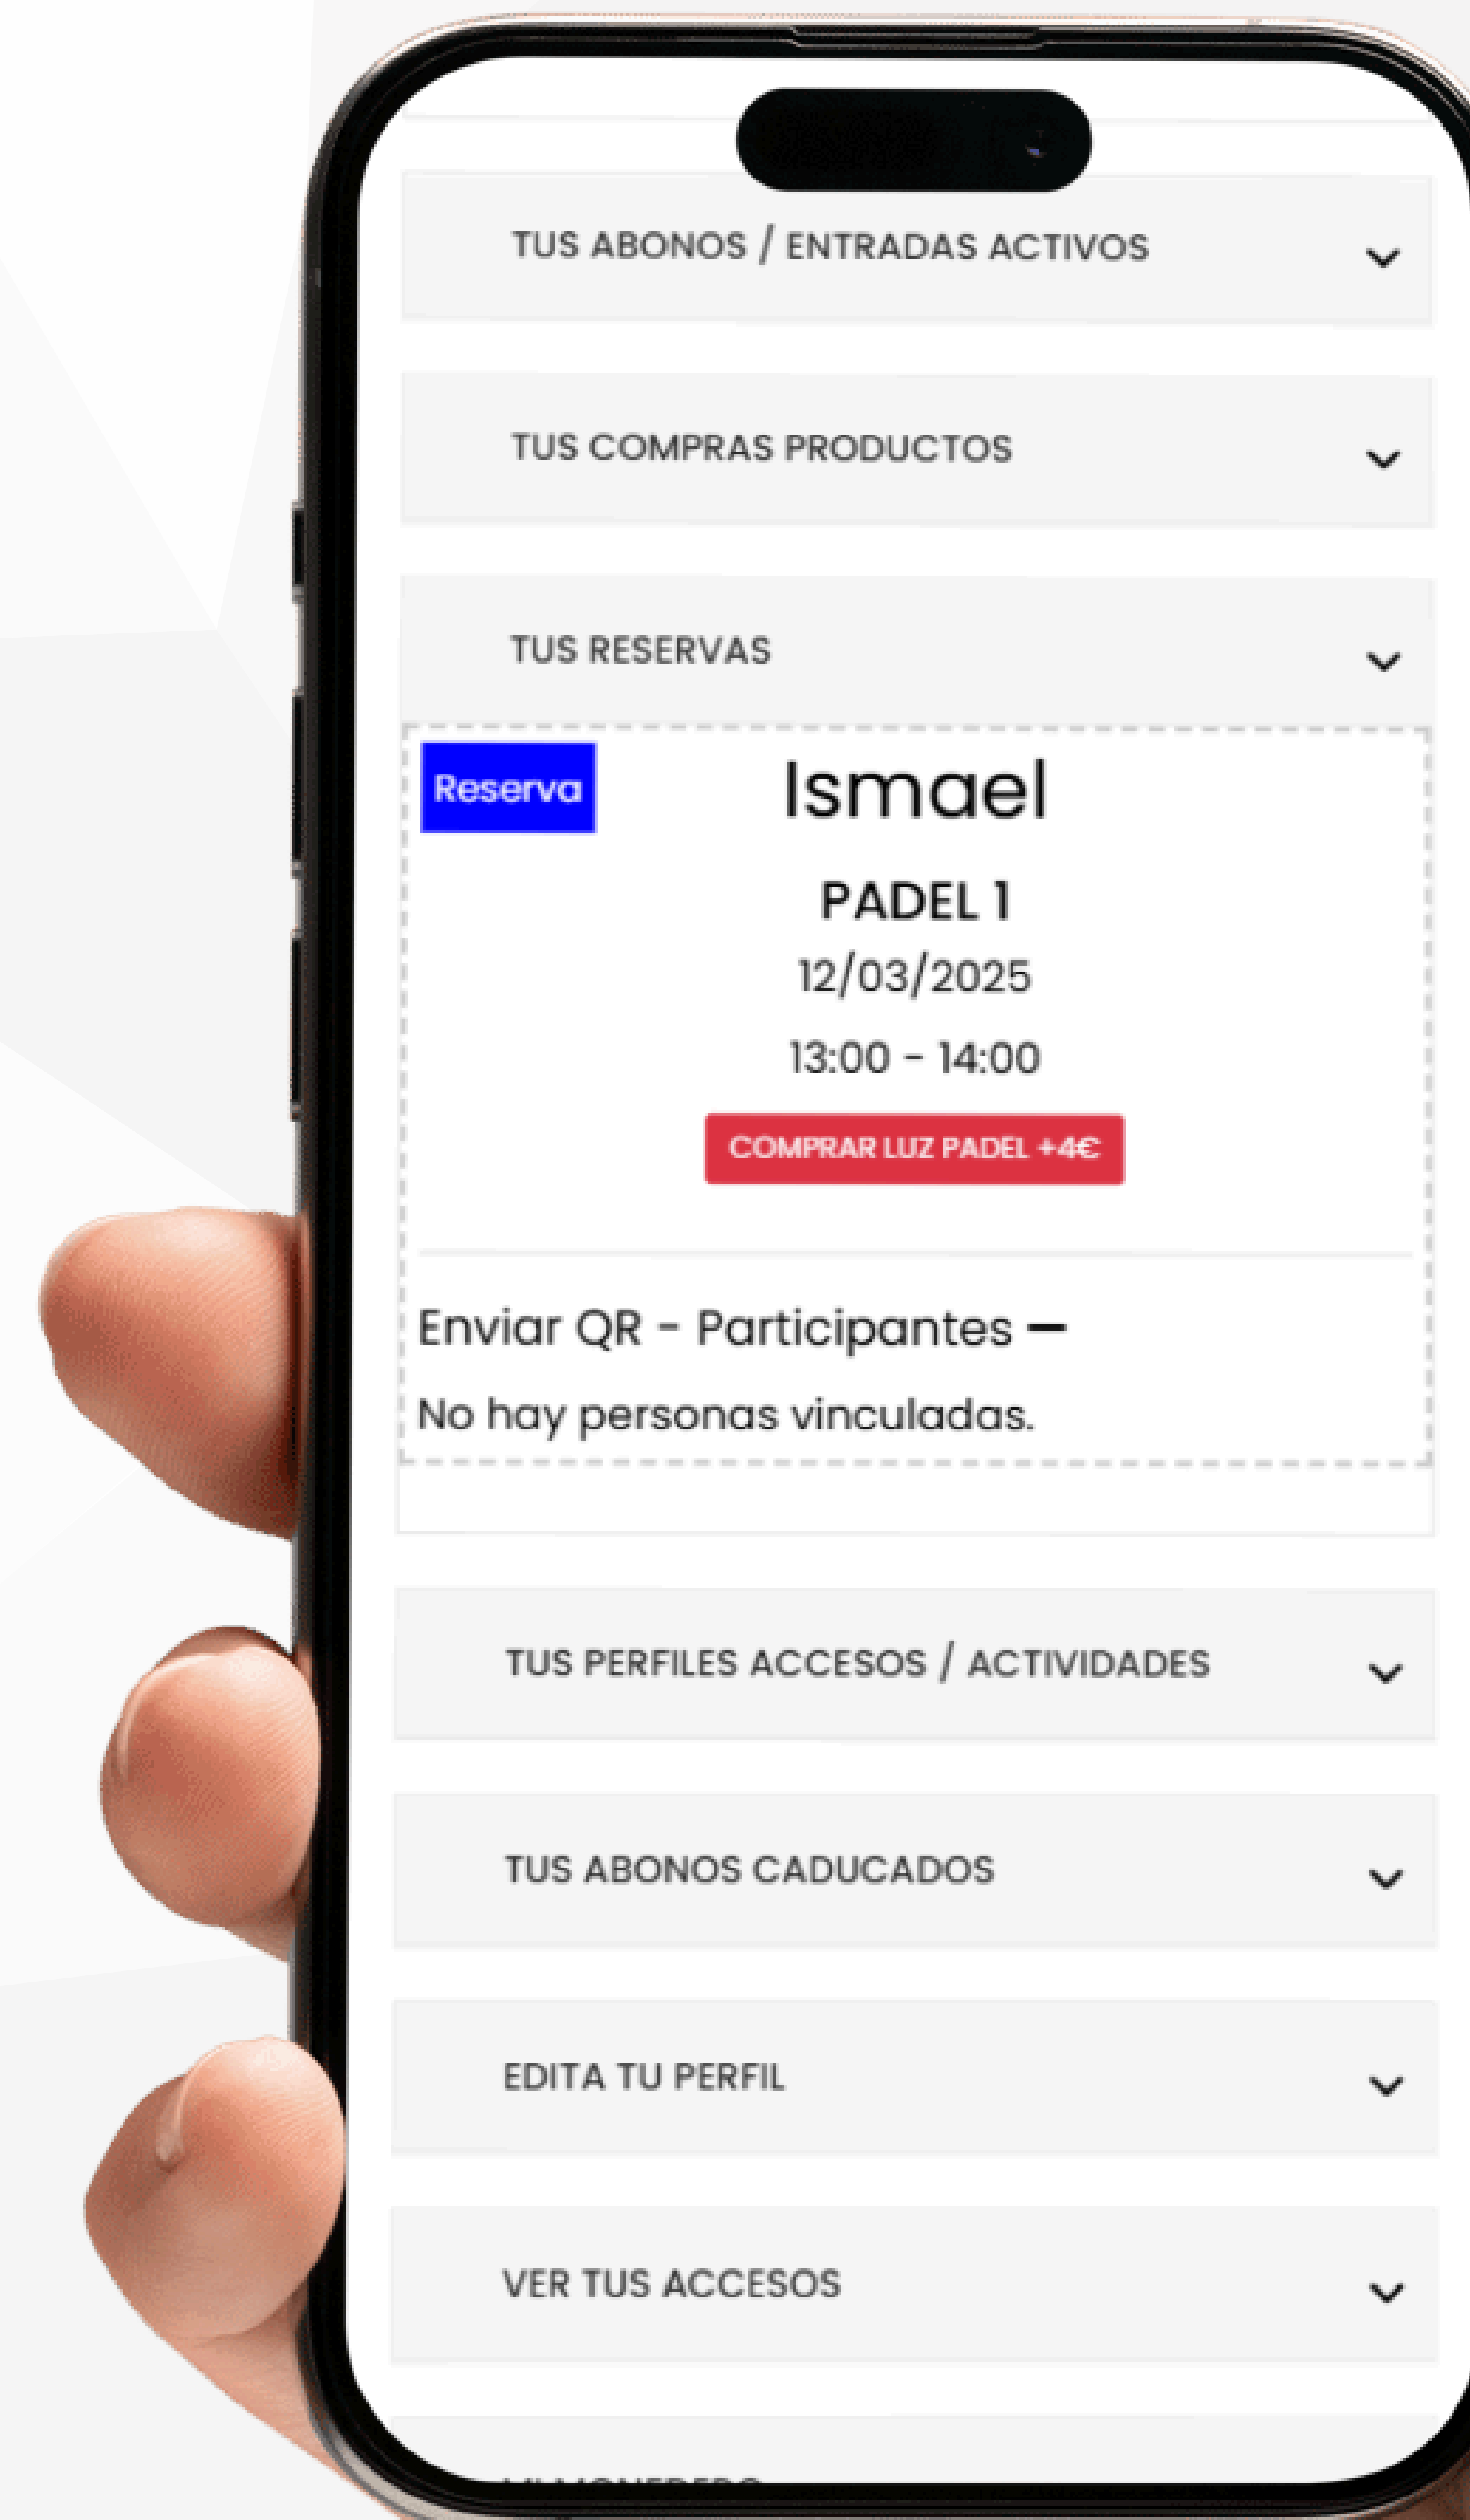 TUS ABONOS / ENTRADAS ACTIVOS
TUS COMPRAS PRODUCTOS
TUS RESERVAS
Reserva
Ismael
PADEL 1
12/03/2025
13:00 - 14:00
COMPRAR LUZ PADEL +4€
Enviar QR - Participantes —
No hay personas vinculadas.
TUS PERFILES ACCESOS / ACTIVIDADES
TUS ABONOS CADUCADOS
EDITA TU PERFIL
VER TUS ACCESOS